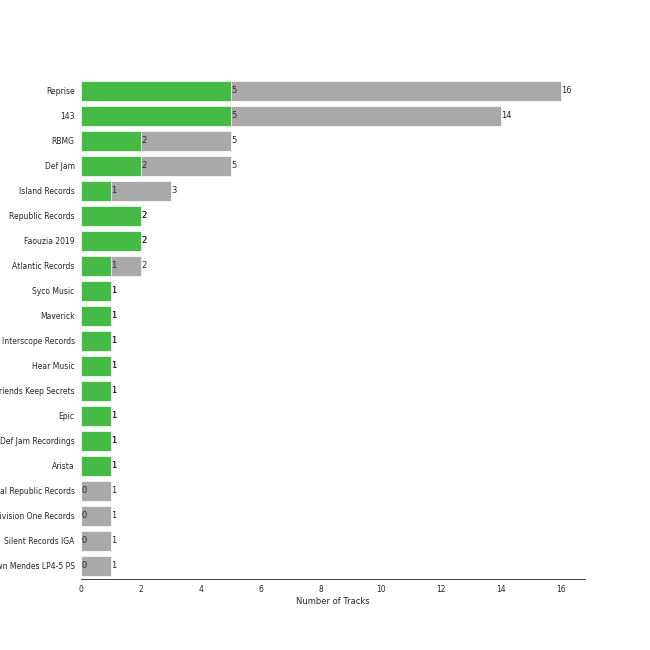 Reprise 5 16
143 5 14
RBMG 2 5
Def Jam 2 5
Island Records 1 3
Republic Records 2
Faouzia 2019 2
Atlantic Records 1 2
Syco Music 1
Maverick 1
Interscope Records 1
Hear Music 1
riends Keep Secrets 1
Epic 1
Def Jam Recordings 1
Arista 1
al Republic Records 0 1
ivision One Records 0 1
Silent Records IGA 0 1
wn Mendes LP4-5 PS 0 1
0 2 4 6 8 10 12 14 16
Number of Tracks